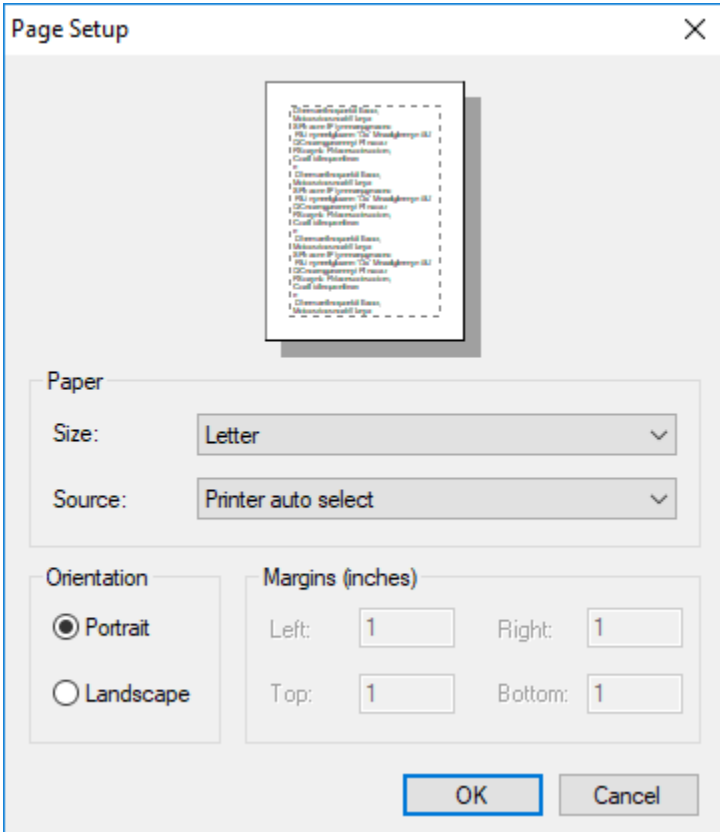 Page Setup
Paper
Size: Letter
Source: Printer auto select
Orientation
Portrait
Landscape
Margins (inches)
Left: 1 Right: 1
Top: 1 Bottom: 1
OK Cancel